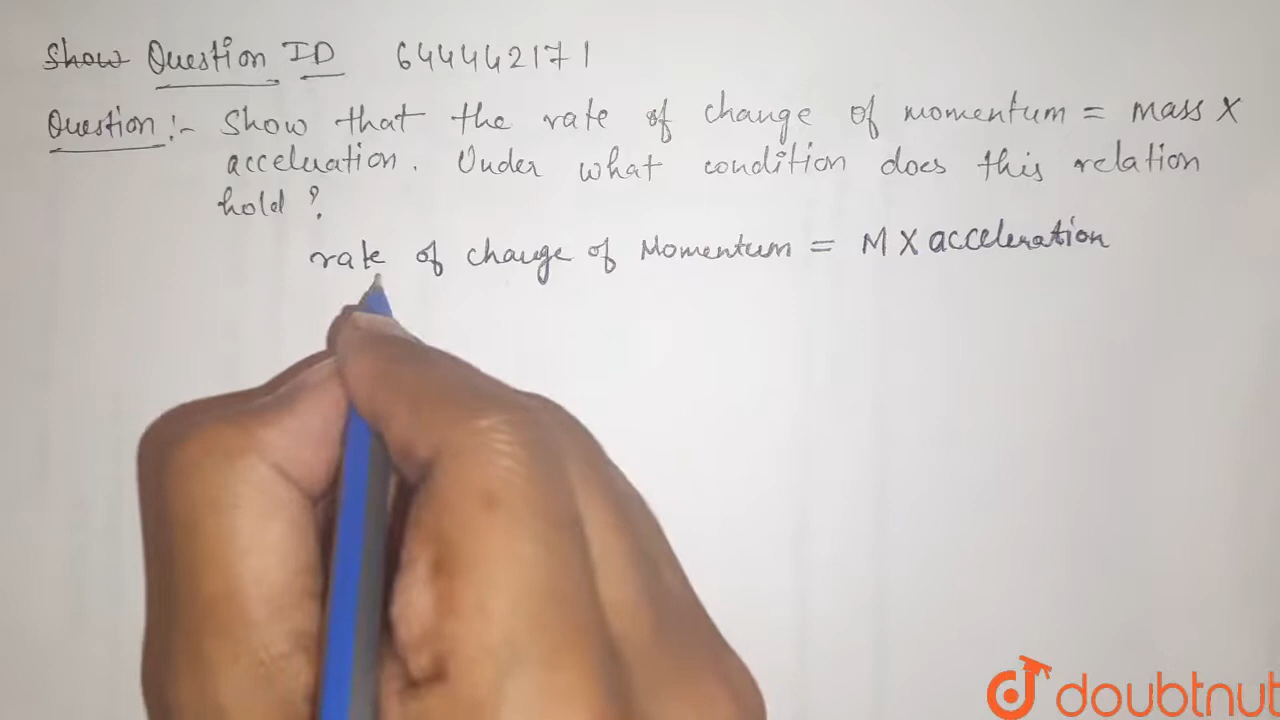 Show Question ID 644442171
Question :- Show that the rate of change of momentum = mass X
acceleration. Under what condition does this relation
hold ?
rate of change of Momentum = M X acceleration
doubtnut